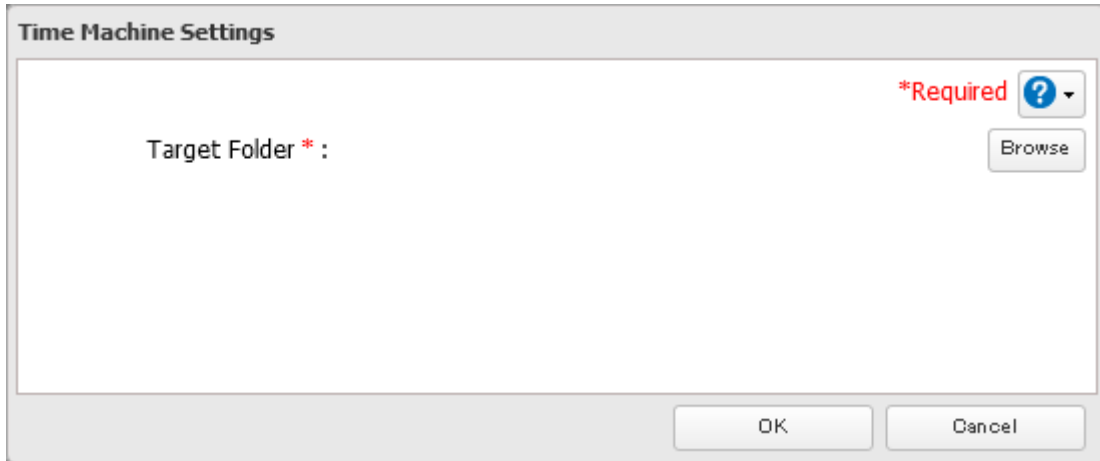 Time Machine Settings
*Required ?
Target Folder * :
Browse
OK
Cancel